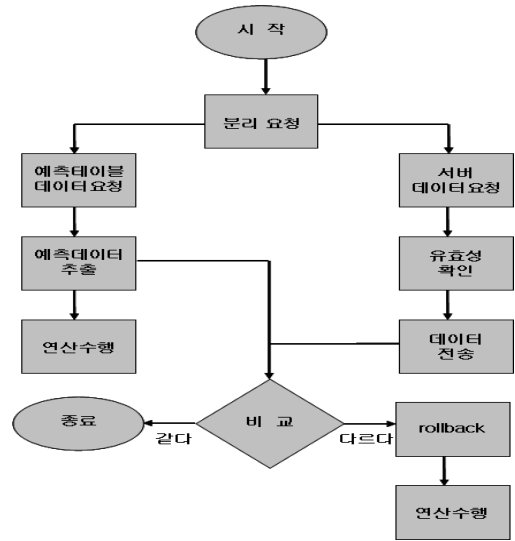 시 작
분리 요청
예측테이블
데이터요청
서버
데이터요청
예측데이터
추출
유효성
확인
연산수행
데이터
전송
종료
같다
비 교
다르다
rollback
연산수행